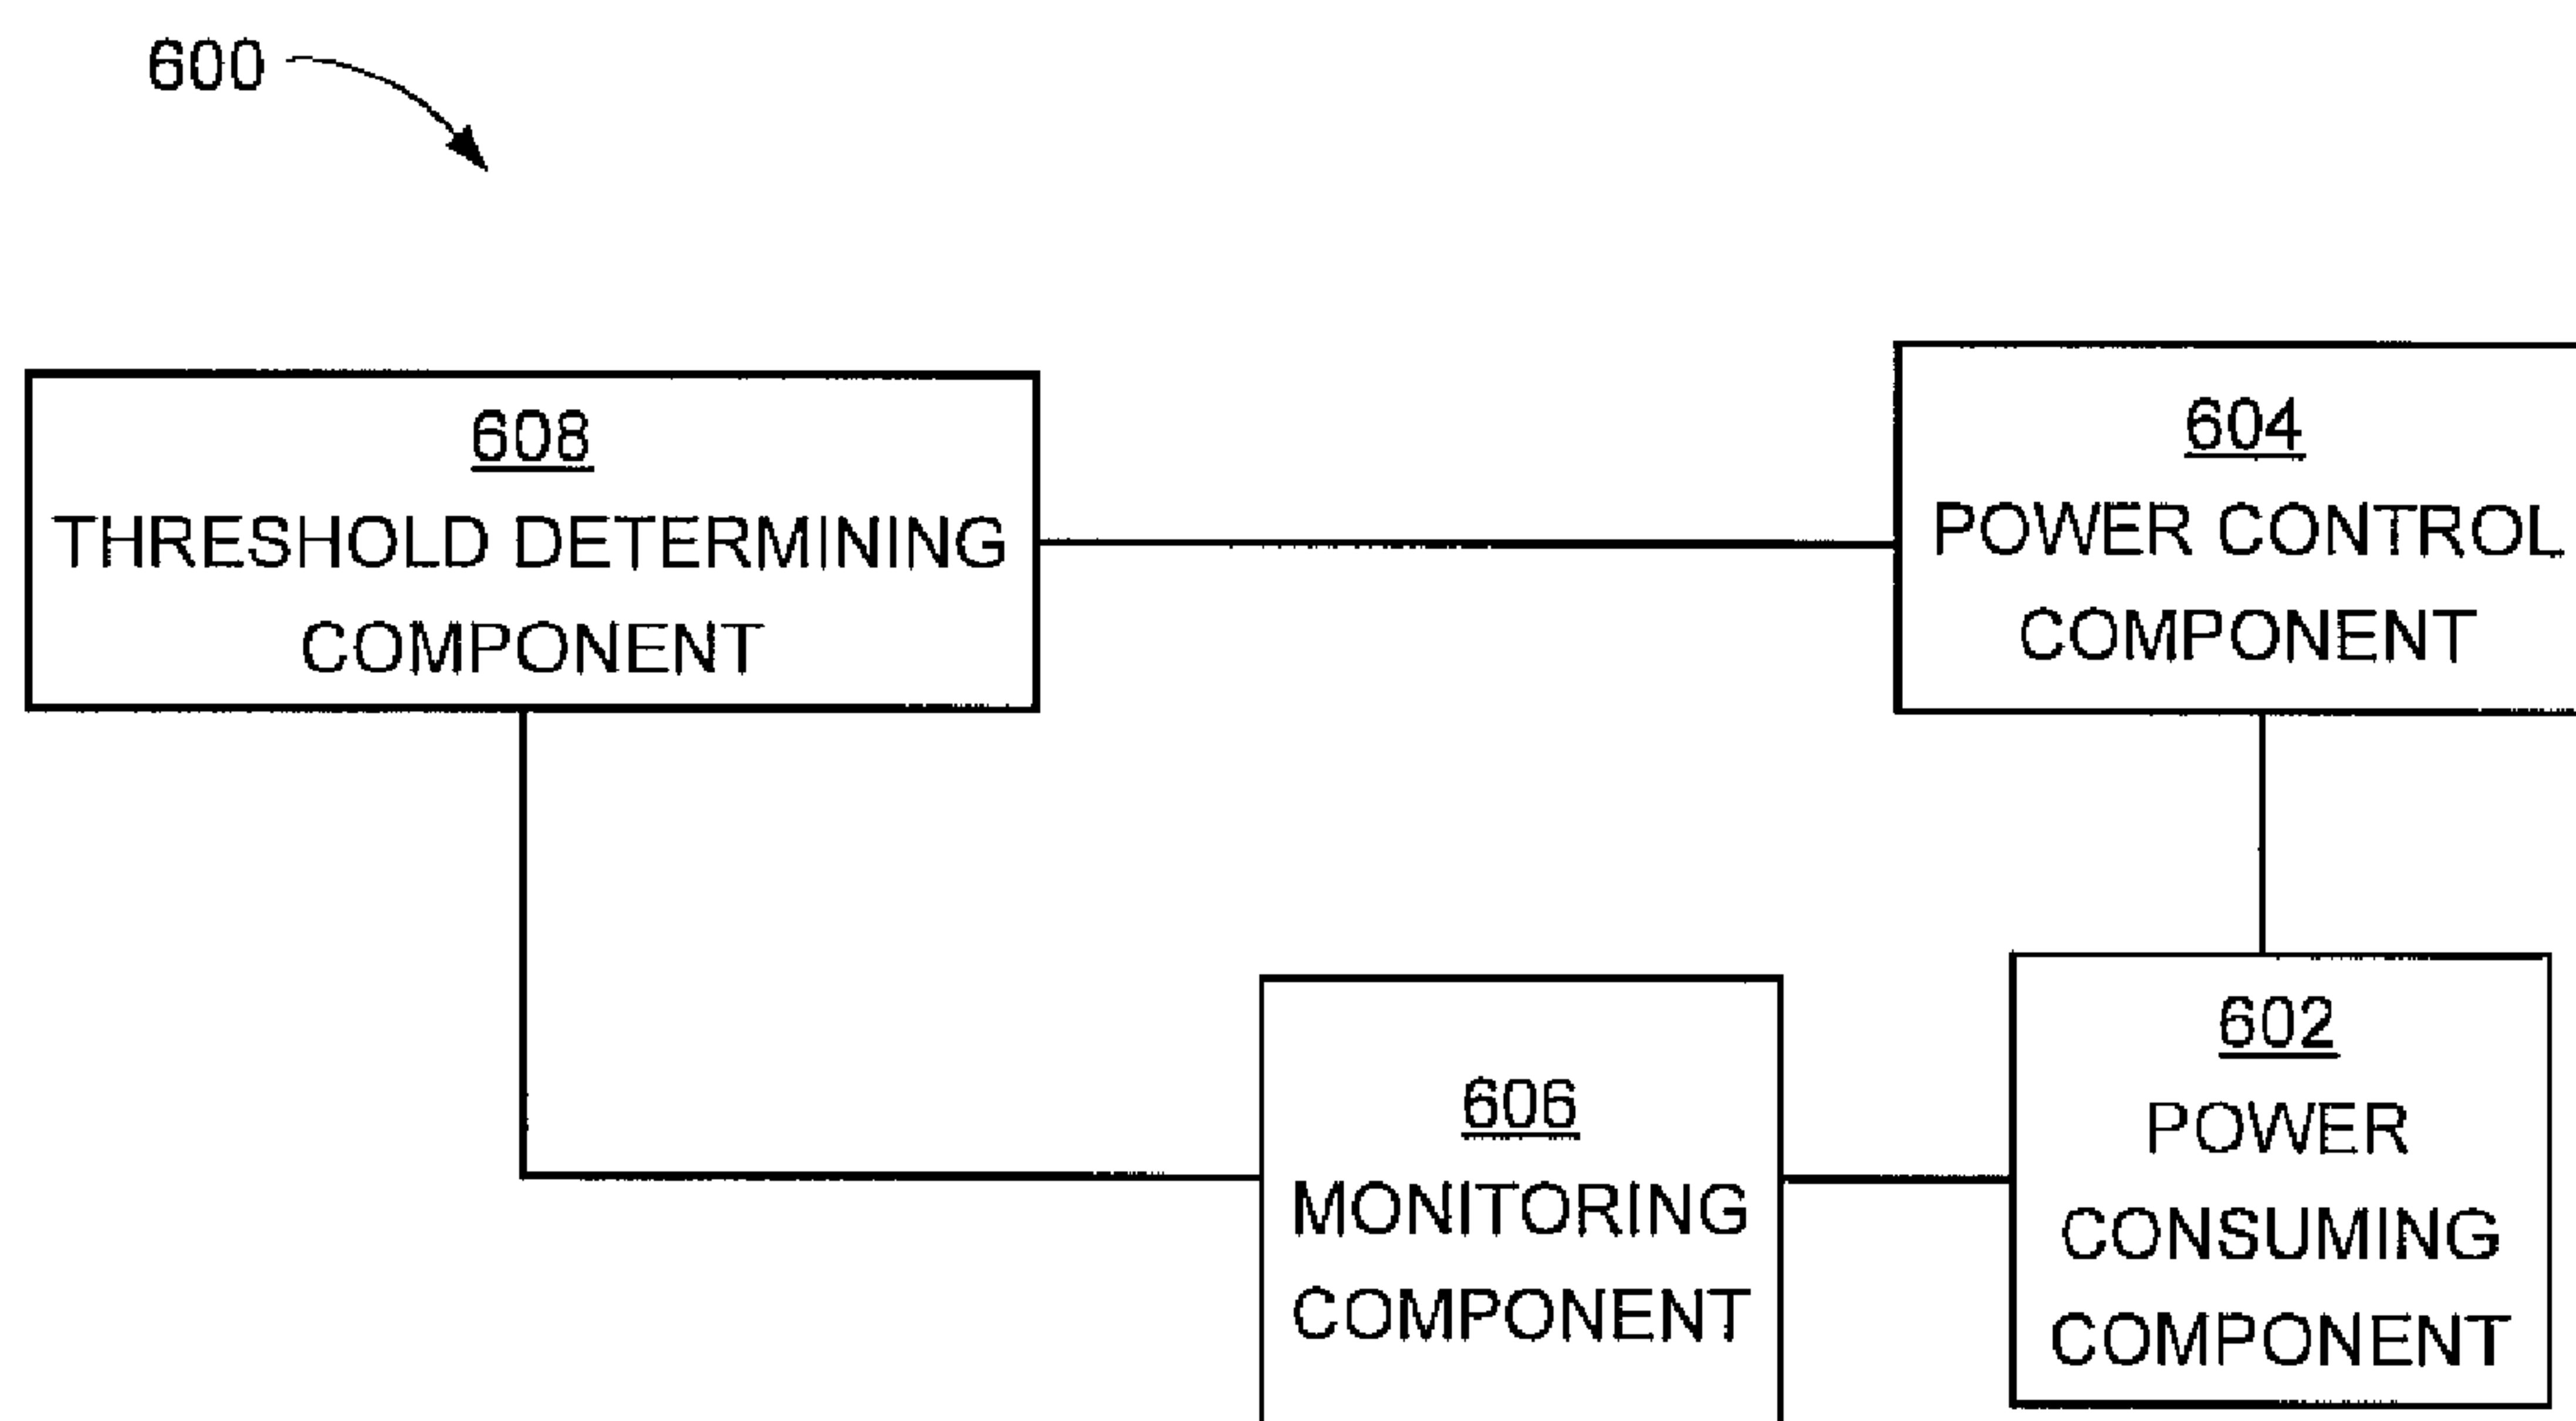 600
608
THRESHOLD DETERMINING
COMPONENT
604
POWER CONTROL
COMPONENT
606
MONITORING
COMPONENT
602
POWER
CONSUMING
COMPONENT